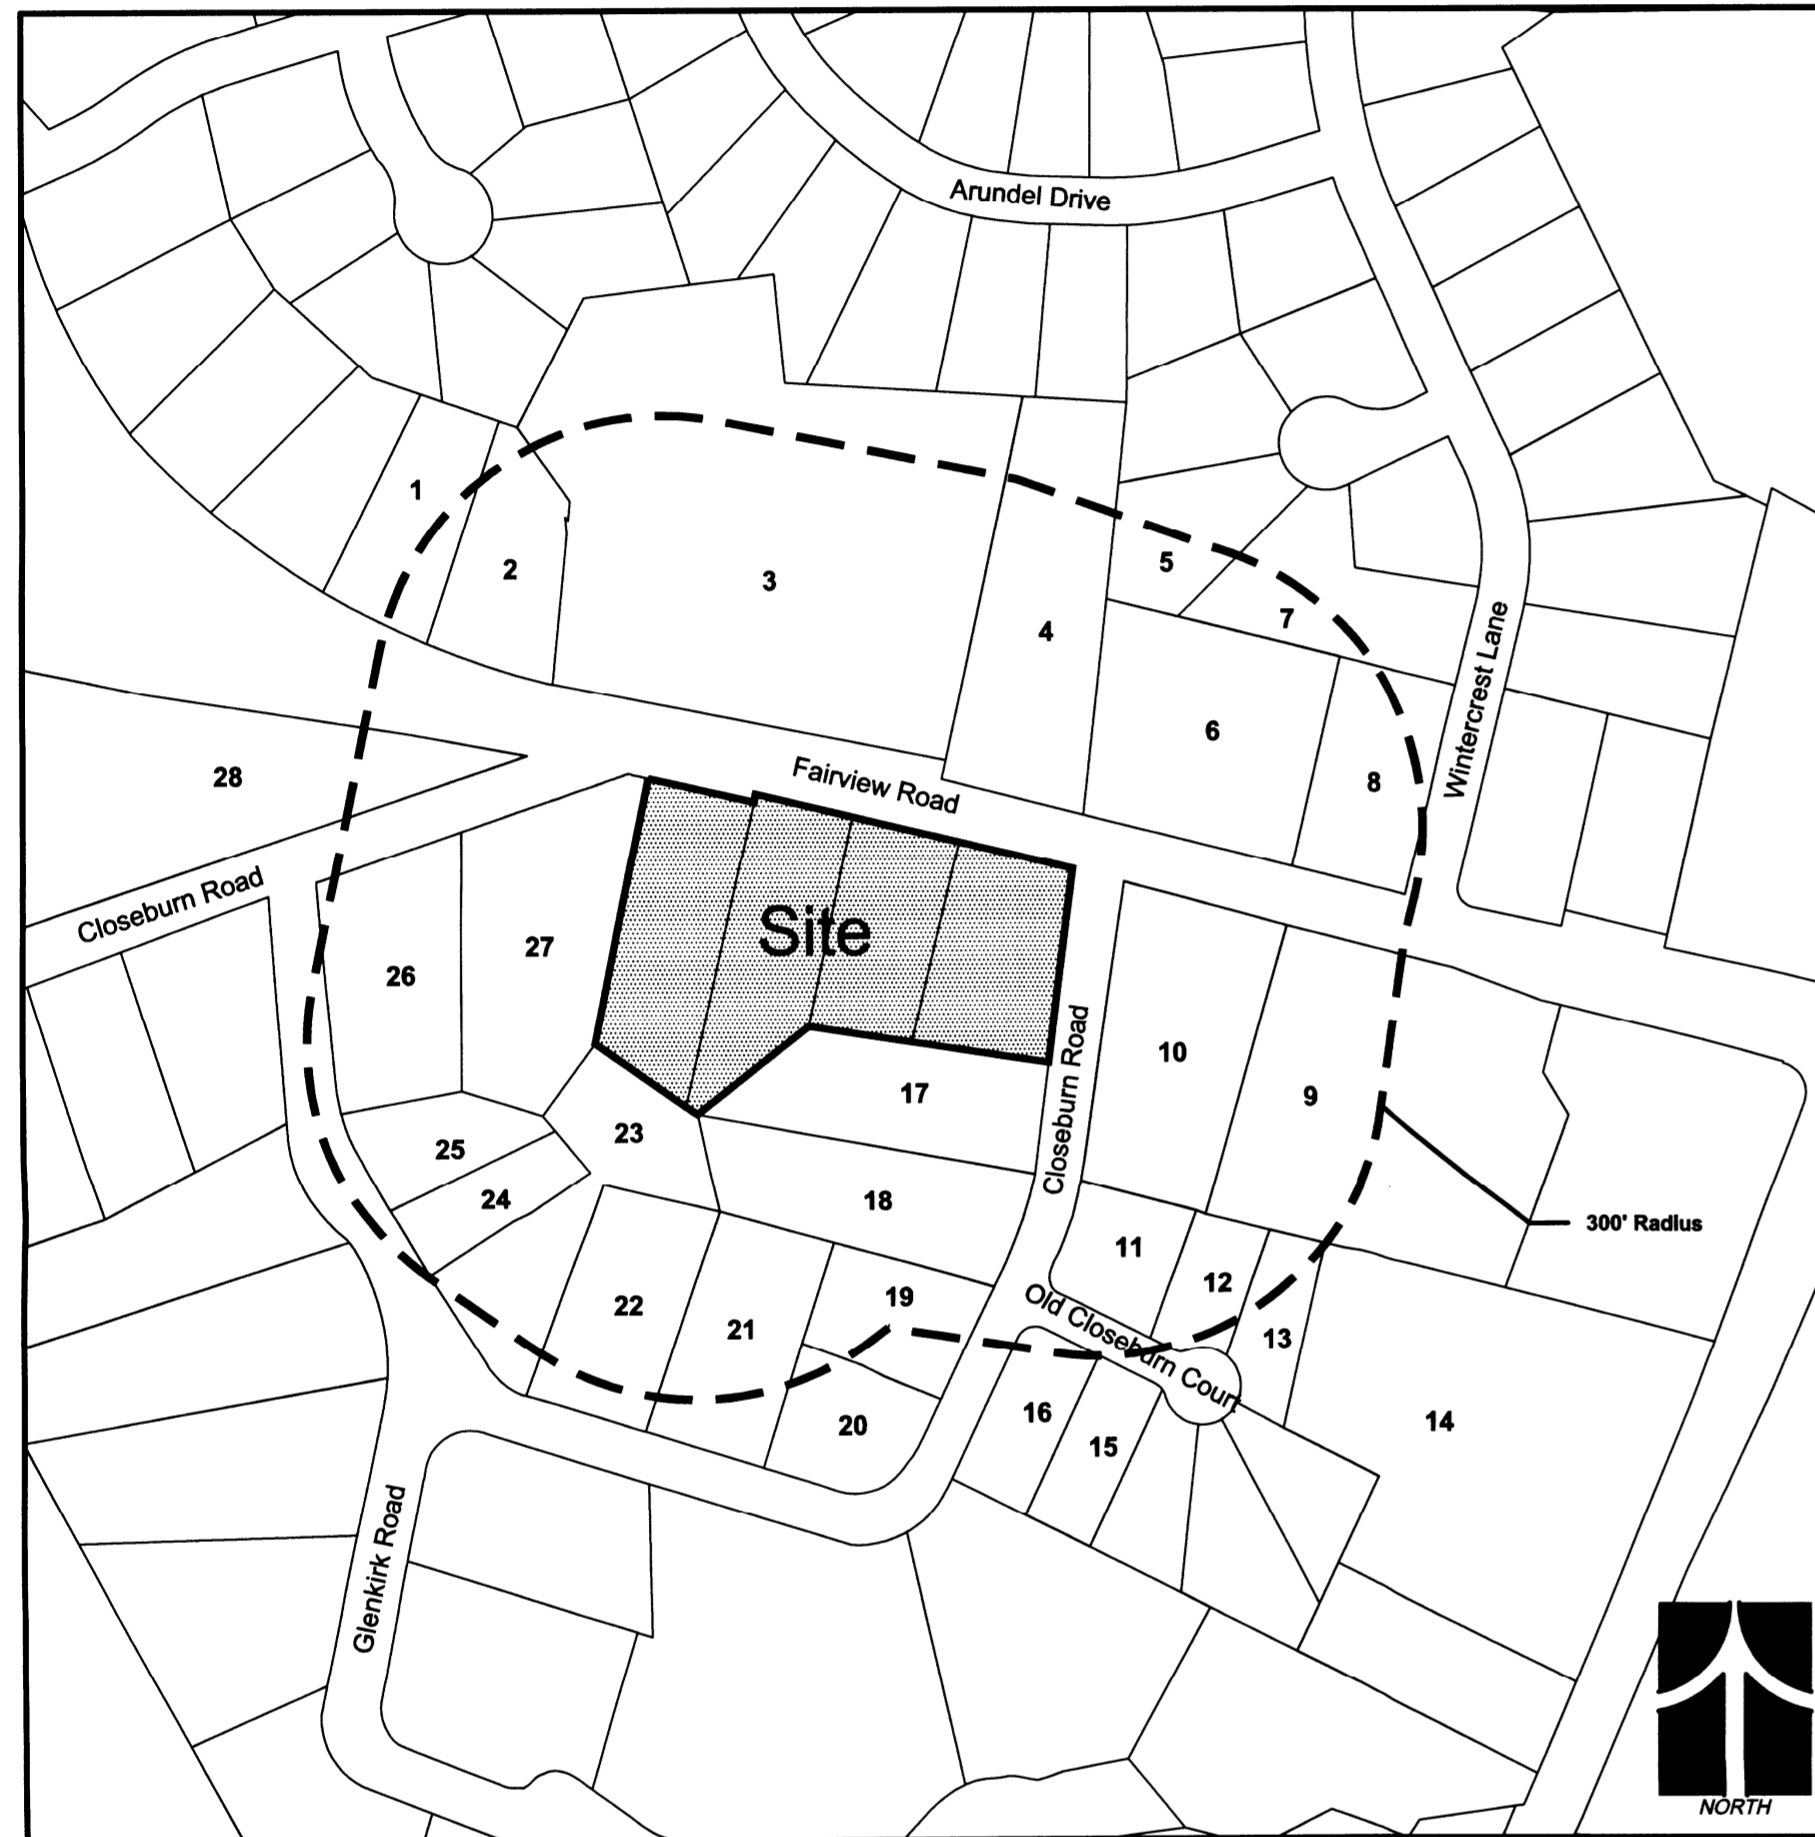 Arundel Drive
1
2
3
5
7
4
Wintercrest Lane
6
28
Fairview Road
8
Closeburn Road
Site
27
26
10
Closeburn Road
17
9
23
25
24
18
300' Radius
11
12
19
Old Closeburn Court
22
21
13
16
20
14
15
Glenkirk Road
NORTH